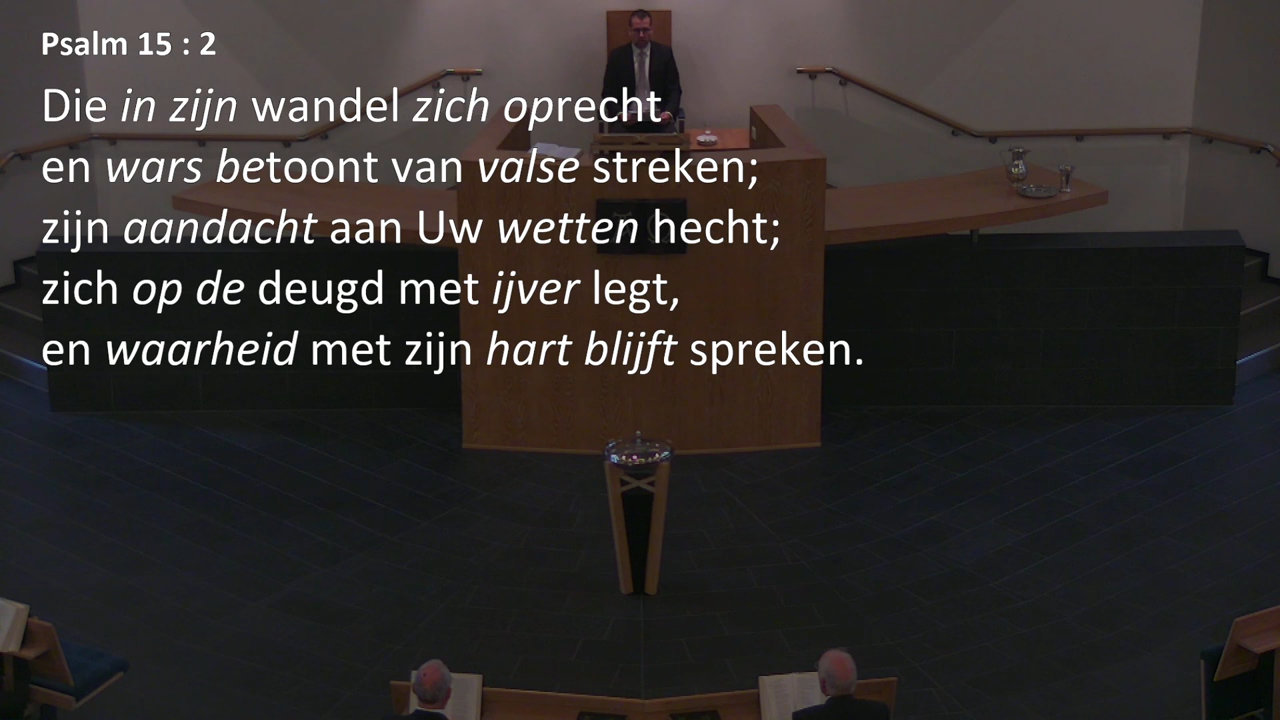 Psalm 15 : 2
Die in zijn wandel zich oprecht
en wars betoont van valse streken;
zijn aandacht aan Uw wetten hecht;
zich op de deugd met ijver legt,
en waarheid met zijn hart blijft spreken.